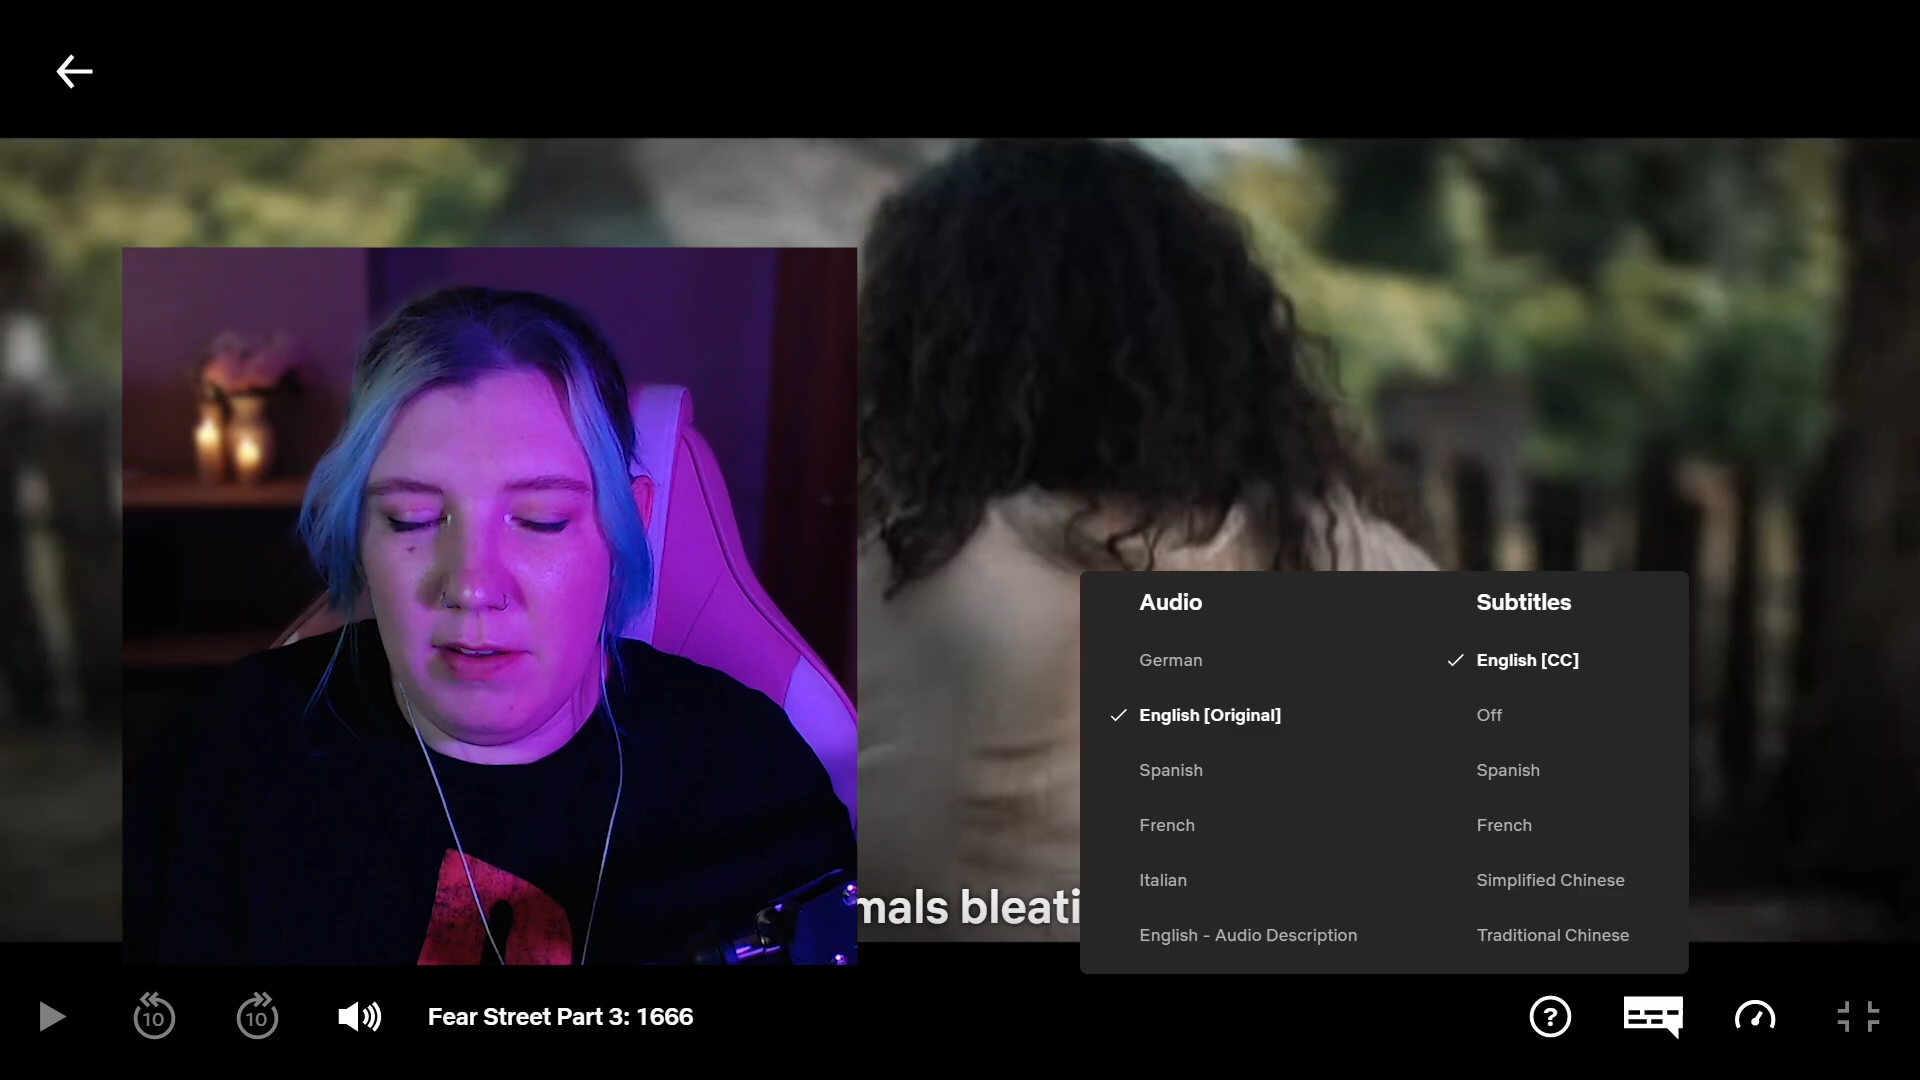 Audio
German
English [Original]
Spanish
French
Italian
English - Audio Description
Subtitles
English [CC]
Off
Spanish
French
Simplified Chinese
Traditional Chinese
mals bleati
10
10
Fear Street Part 3: 1666
?